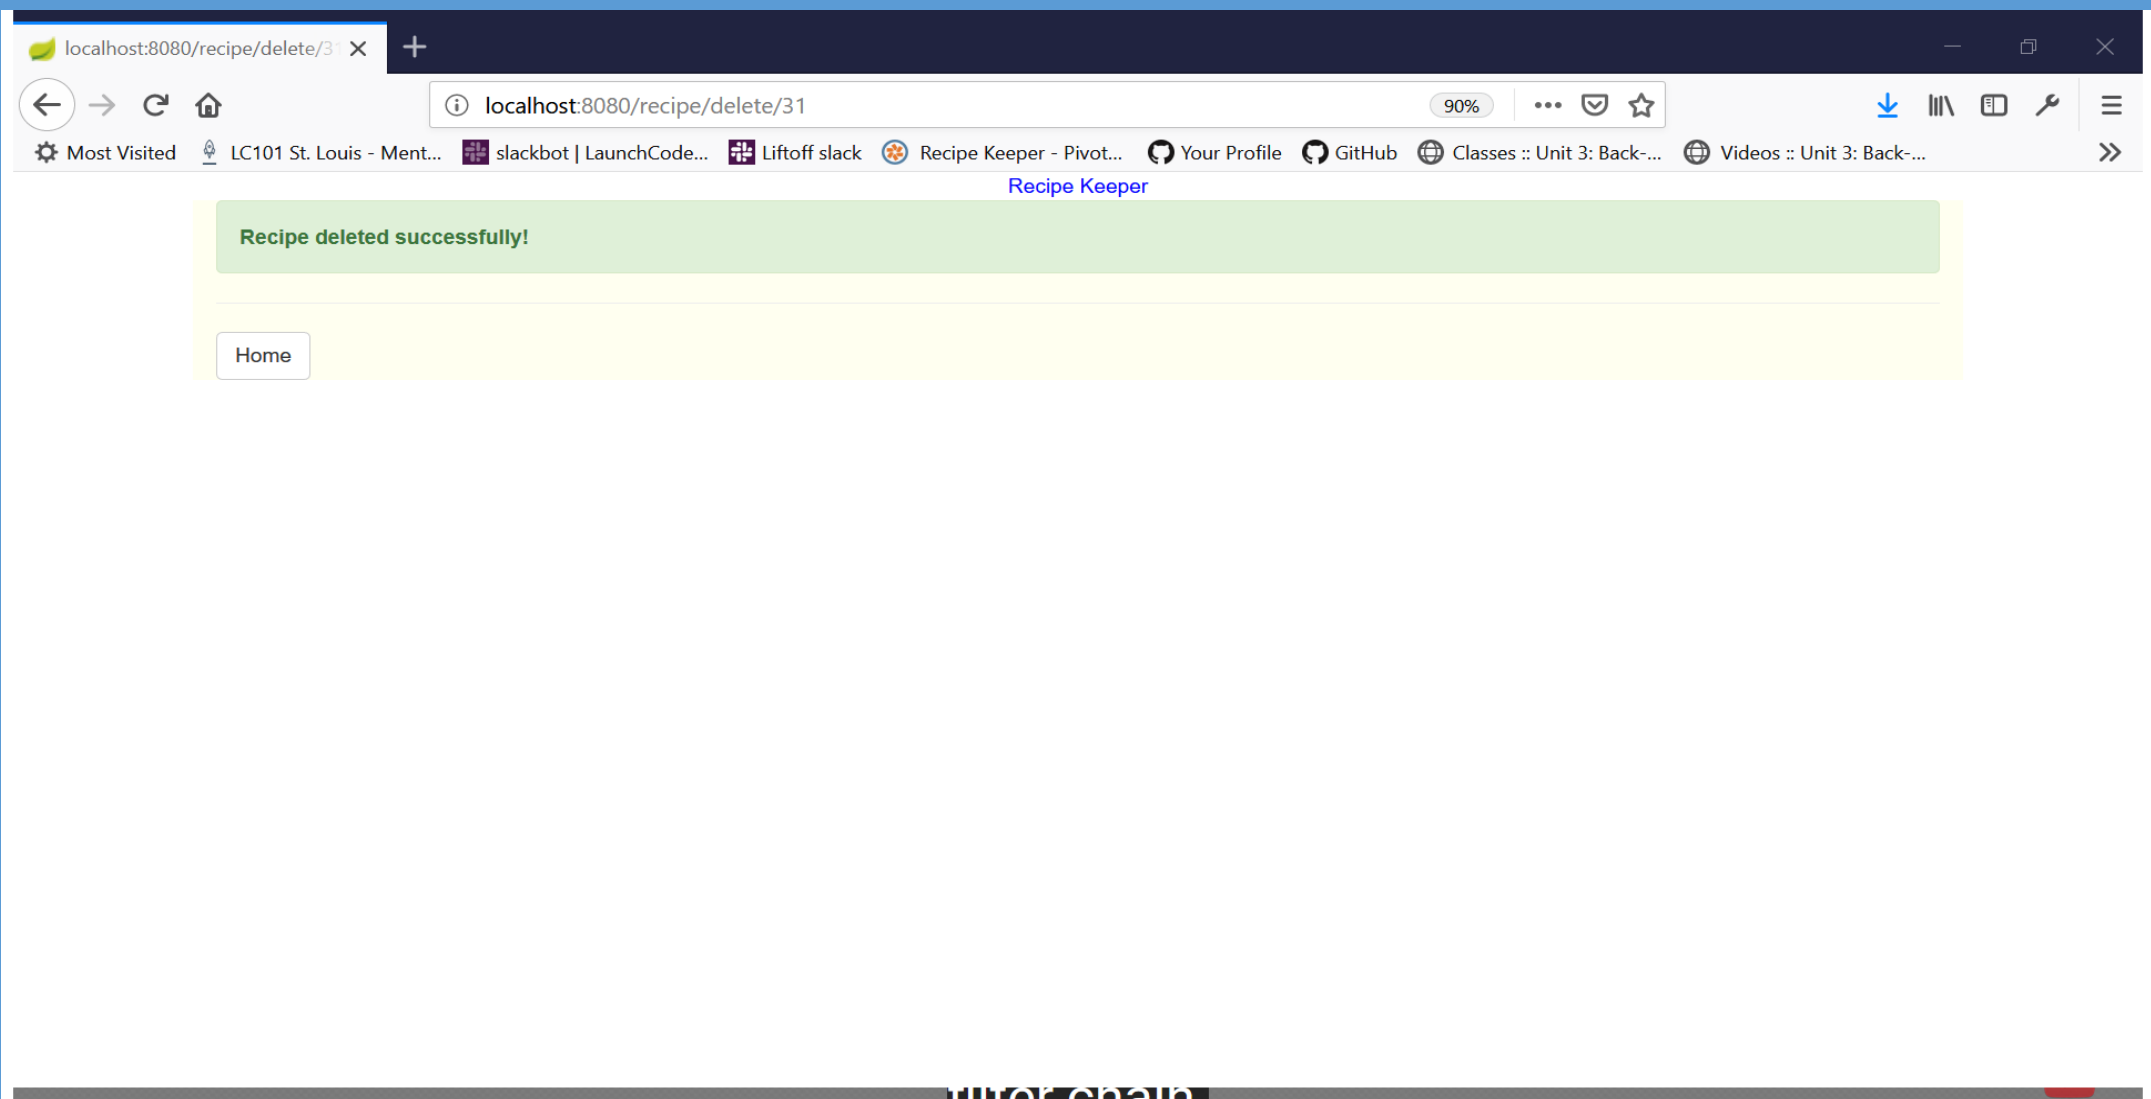 localhost:8080/recipe/delete/31
localhost:8080/recipe/delete/31
90%
Most Visited
LC101 St. Louis - Ment...
slackbot | LaunchCode...
Liftoff slack
Recipe Keeper - Pivot...
Your Profile
GitHub
Classes :: Unit 3: Back-...
Videos :: Unit 3: Back-...
Recipe Keeper
Recipe deleted successfully!
Home
filter chain